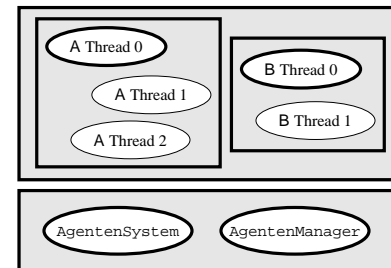 A Thread 0
A Thread 1
A Thread 2
B Thread 0
B Thread 1
AgentenSystem
AgentenManager